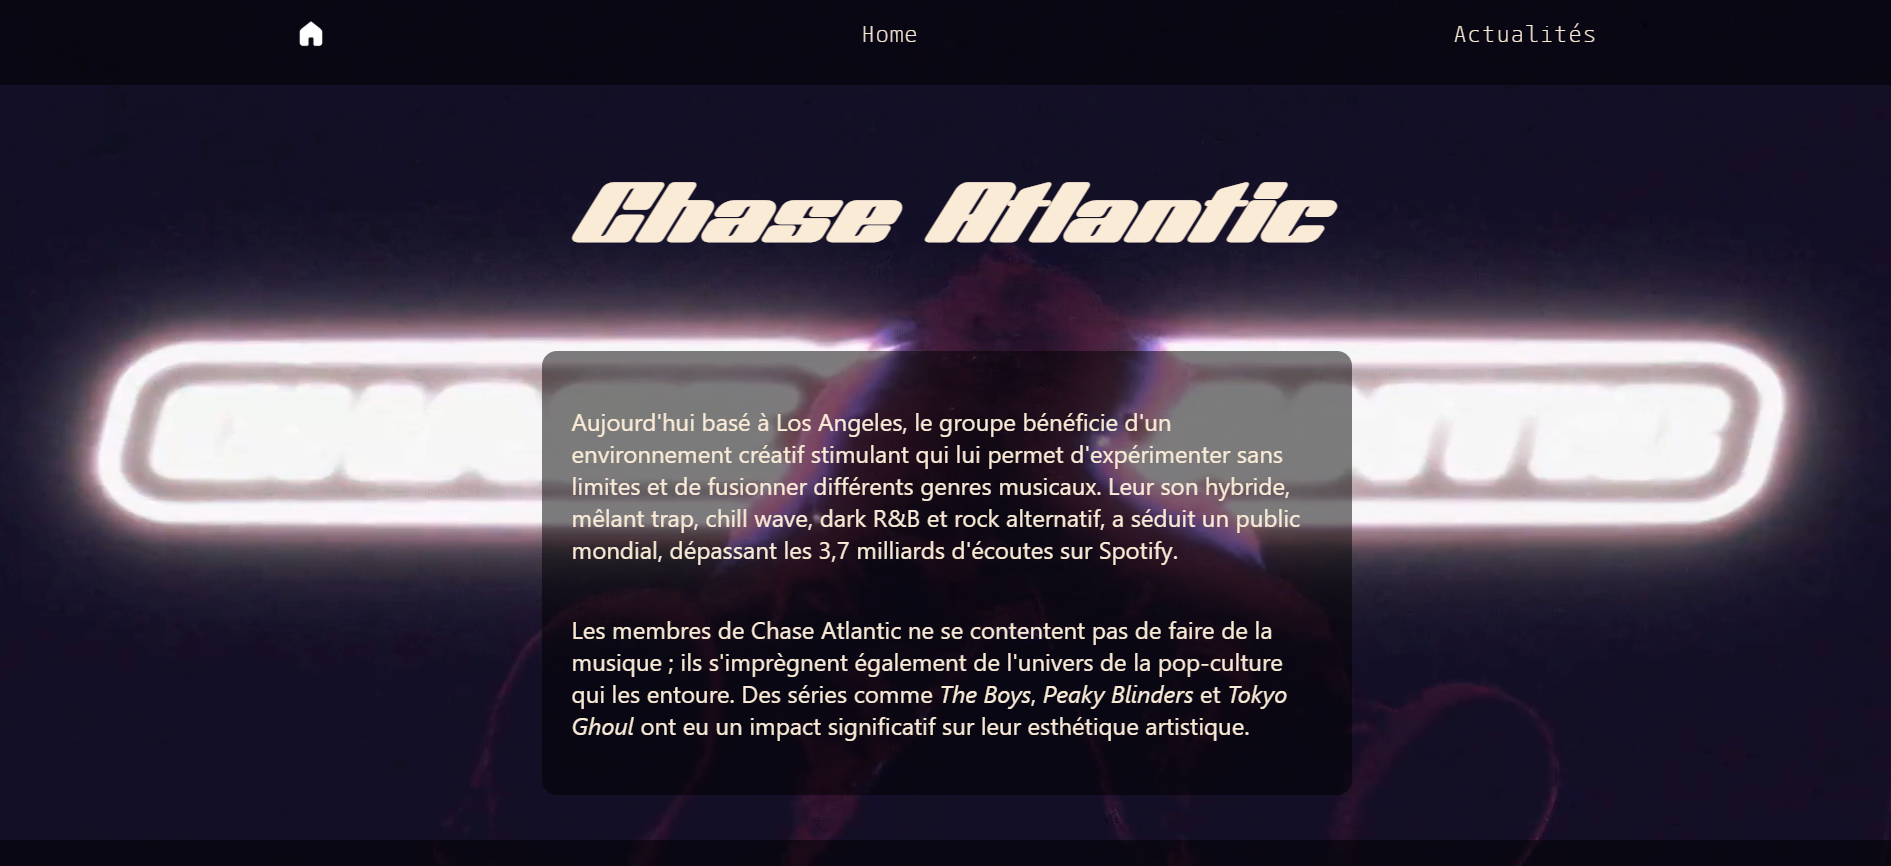 Home
Actualités
Chase Atlantic
Aujourd'hui basé à Los Angeles, le groupe bénéficie d'un
environnement créatif stimulant qui lui permet d'expérimenter sans
limites et de fusionner différents genres musicaux. Leur son hybride,
mêlant trap, chill wave, dark R&B et rock alternatif, a séduit un public
mondial, dépassant les 3,7 milliards d'écoutes sur Spotify.
Les membres de Chase Atlantic ne se contentent pas de faire de la
musique ; ils s'imprègnent également de l'univers de la pop-culture
qui les entoure. Des séries comme The Boys, Peaky Blinders et Tokyo
Ghoul ont eu un impact significatif sur leur esthétique artistique.